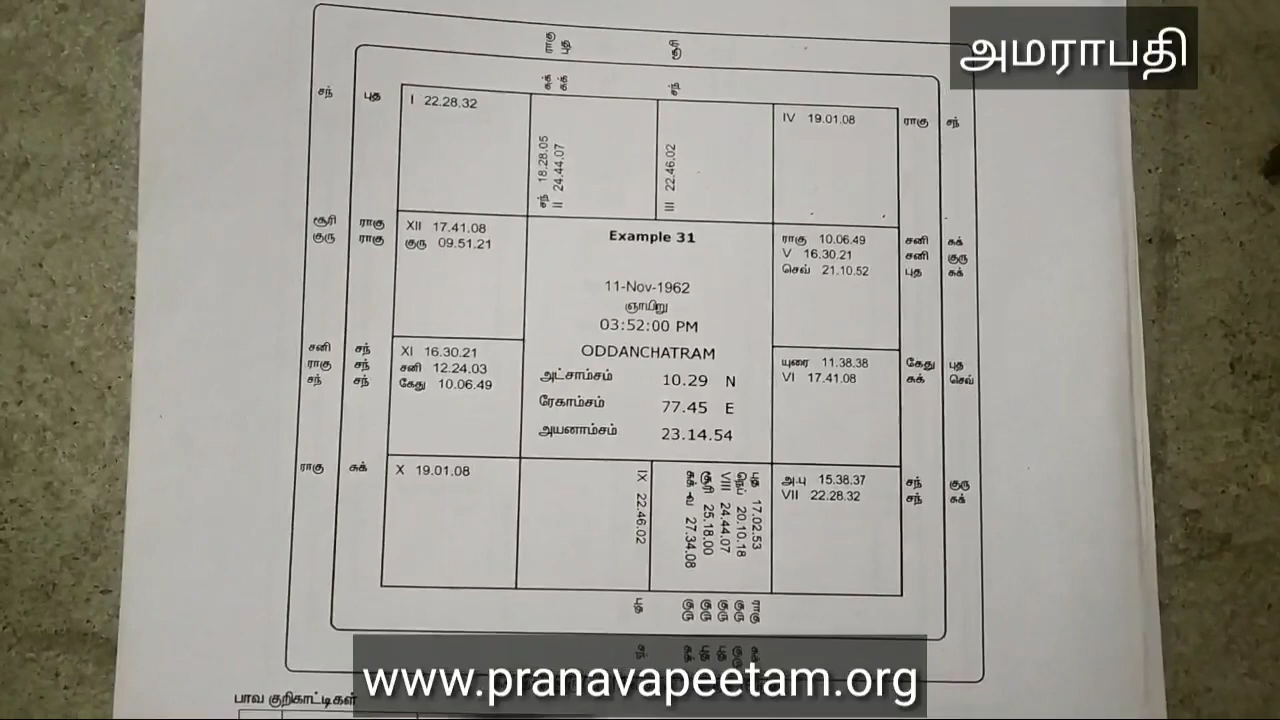 அமராபதி
ராகு
புத
சூரி
சுக்
சுக்
சந்
சந் புத
I 22.28.32
சந் 18.28.05
II 24.44.07
III 22.46.02
IV 19.01.08
ராகு சந்
சூரி ராகு
குரு ராகு
XII 17.41.08
குரு 09.51.21
Example 31
11-Nov-1962
ஞாயிறு
03:52:00 PM
ODDANCHATRAM
அட்சாம்சம் 10.29 N
ரேகாம்சம் 77.45 E
அயனாம்சம் 23.14.54
ராகு 10.06.49
V 16.30.21
செவ் 21.10.52
சனி சுக்
சனி குரு
புத சுக்
சனி சந்
ராகு சந்
சந் சந்
XI 16.30.21
சனி 12.24.03
கேது 10.06.49
யுரை 11.38.38
VI 17.41.08
கேது புத
சுக் செவ்
ராகு சுக்
X 19.01.08
IX 22.46.02
புத 17.02.53
நெப் 20.10.18
VIII 24.44.07
சூரி 25.18.00
சுக்-வ 27.34.08
அ.பு 15.38.37
VII 22.28.32
சந் குரு
சந் சுக்
புத
குரு
குரு
குரு
குரு
ராகு
சந்
சுக்
புத
புத
குரு
சுக்
www.pranavapeetam.org
பாவ குறிகாட்டிகள்